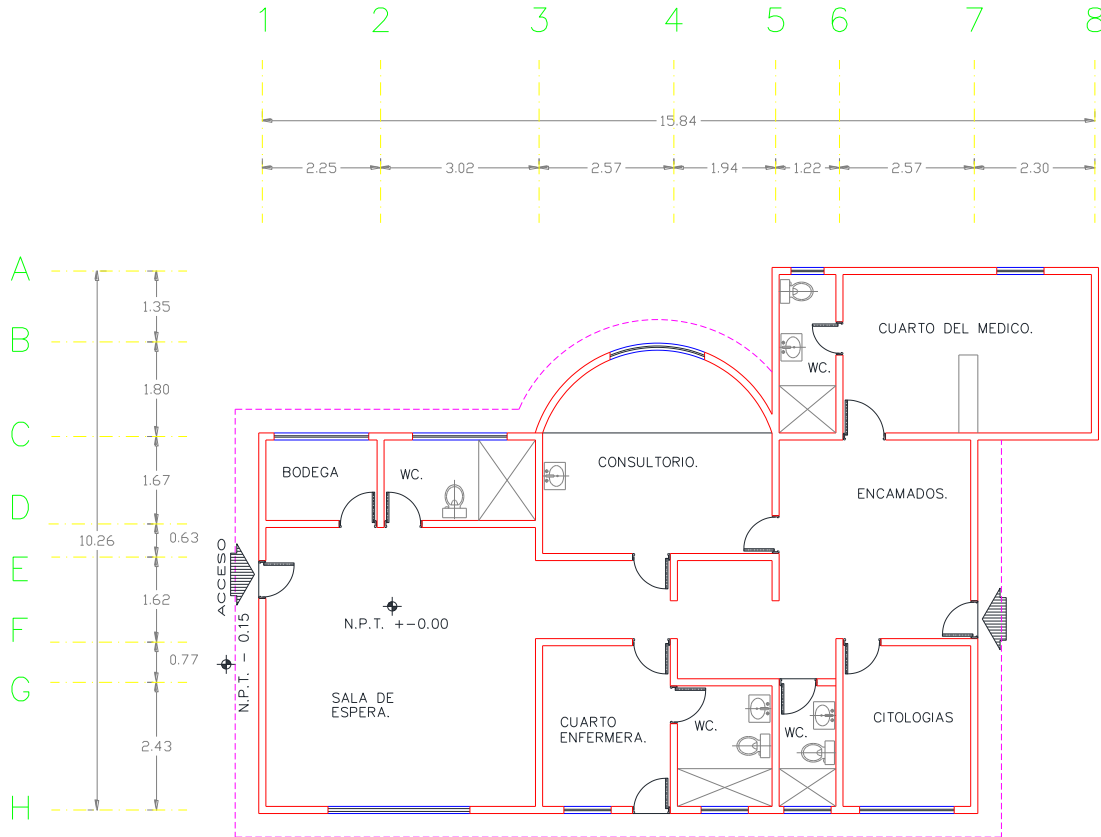 1 2 3 4 5 6 7 8
15.84
2.25 3.02 2.57 1.94 1.22 2.57 2.30
A
1.35
B
CUARTO DEL MEDICO.
WC.
1.80
C
CONSULTORIO.
BODEGA
WC.
1.67
ENCAMADOS.
D
10.26
0.63
E
ACCESO
1.62
N.P.T. +-0.00
F
N.P.T. - 0.15
0.77
G
SALA DE
ESPERA.
CUARTO
ENFERMERA.
WC.
WC.
CITOLOGIAS
2.43
H